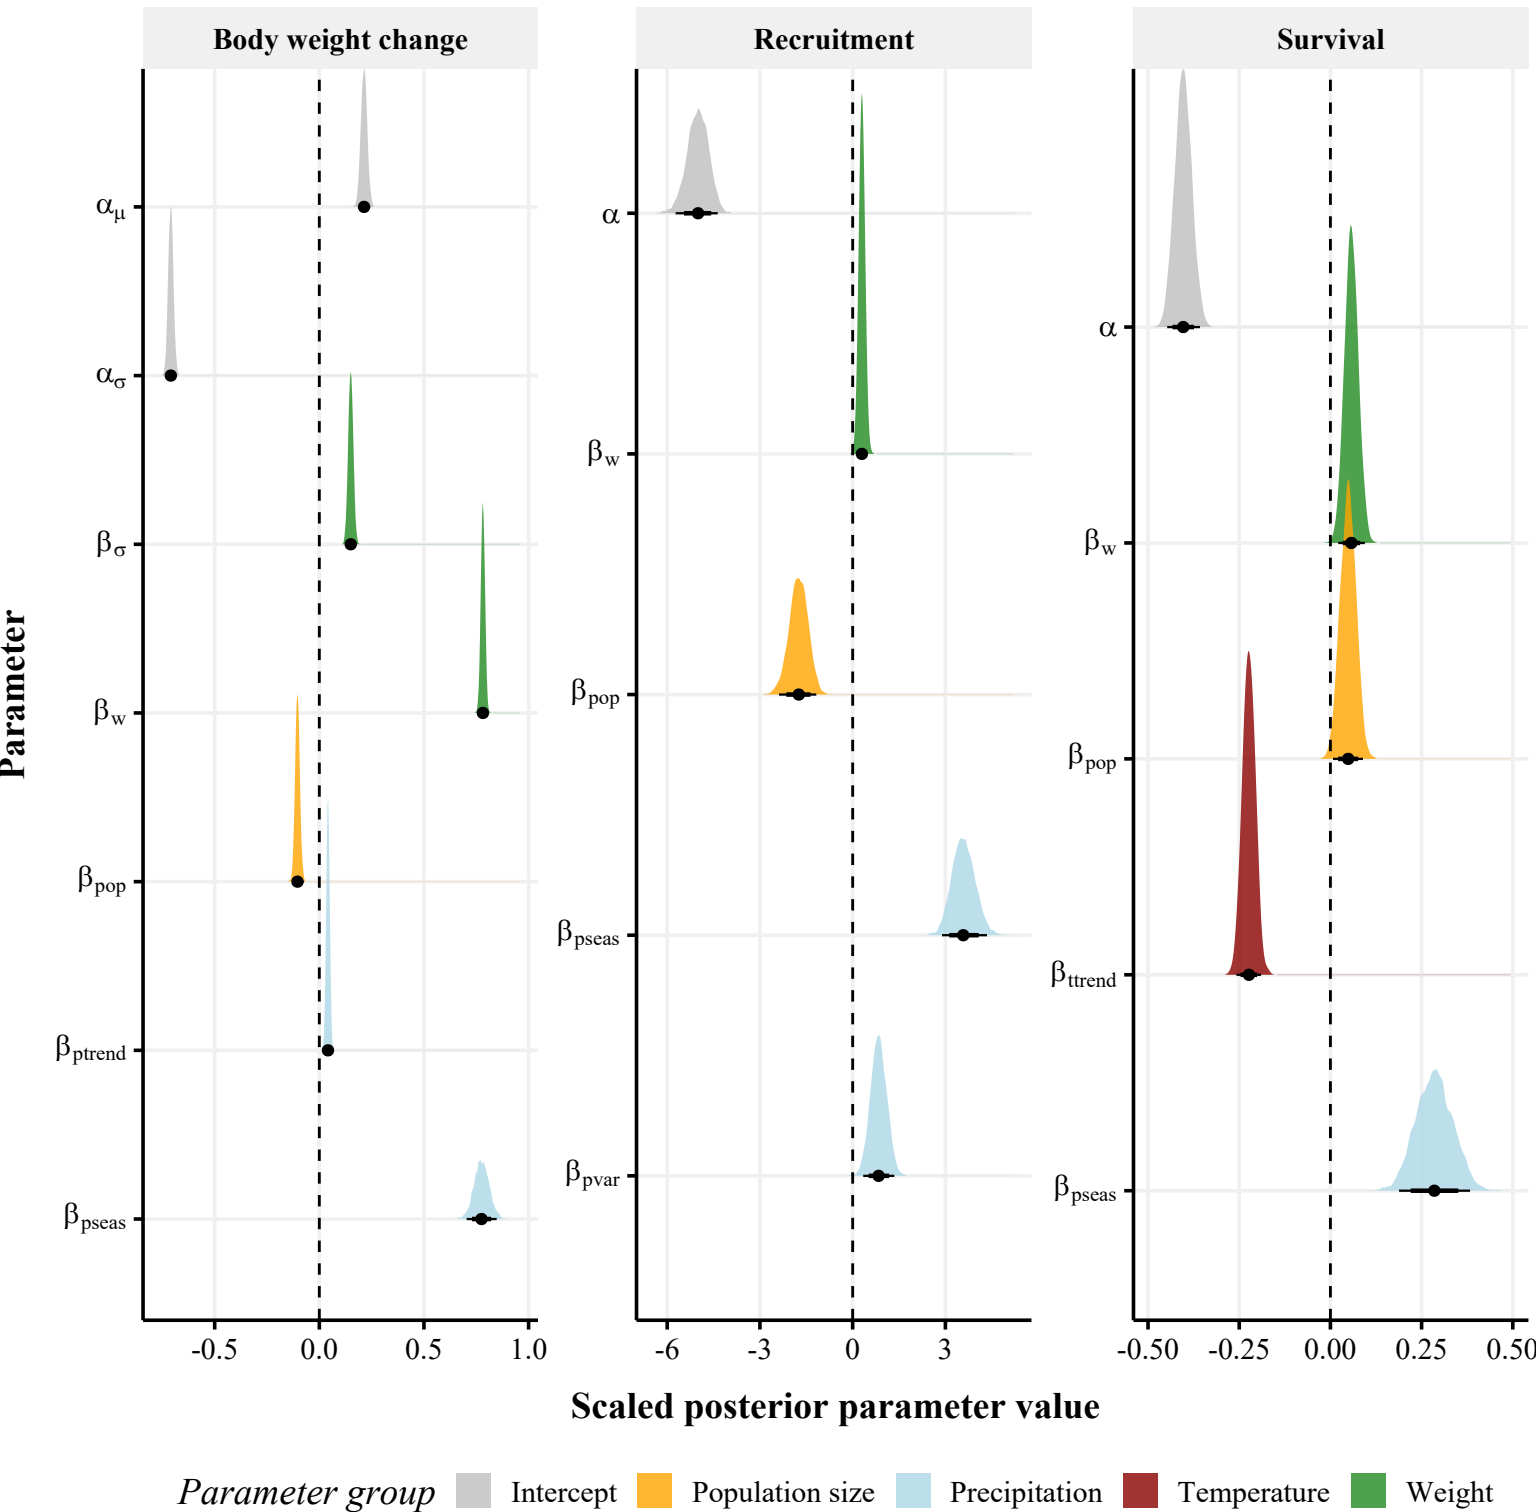 Body weight change
Recruitment
Survival
Parameter
αμ
ασ
βσ
βw
βpop
βptrend
βpseas
α
βw
βpop
βpseas
βpvar
α
βw
βpop
βttrend
βpseas
-0.5 0.0 0.5 1.0
-6 -3 0 3
-0.50 -0.25 0.00 0.25 0.50
Scaled posterior parameter value
Parameter group Intercept Population size Precipitation Temperature Weight